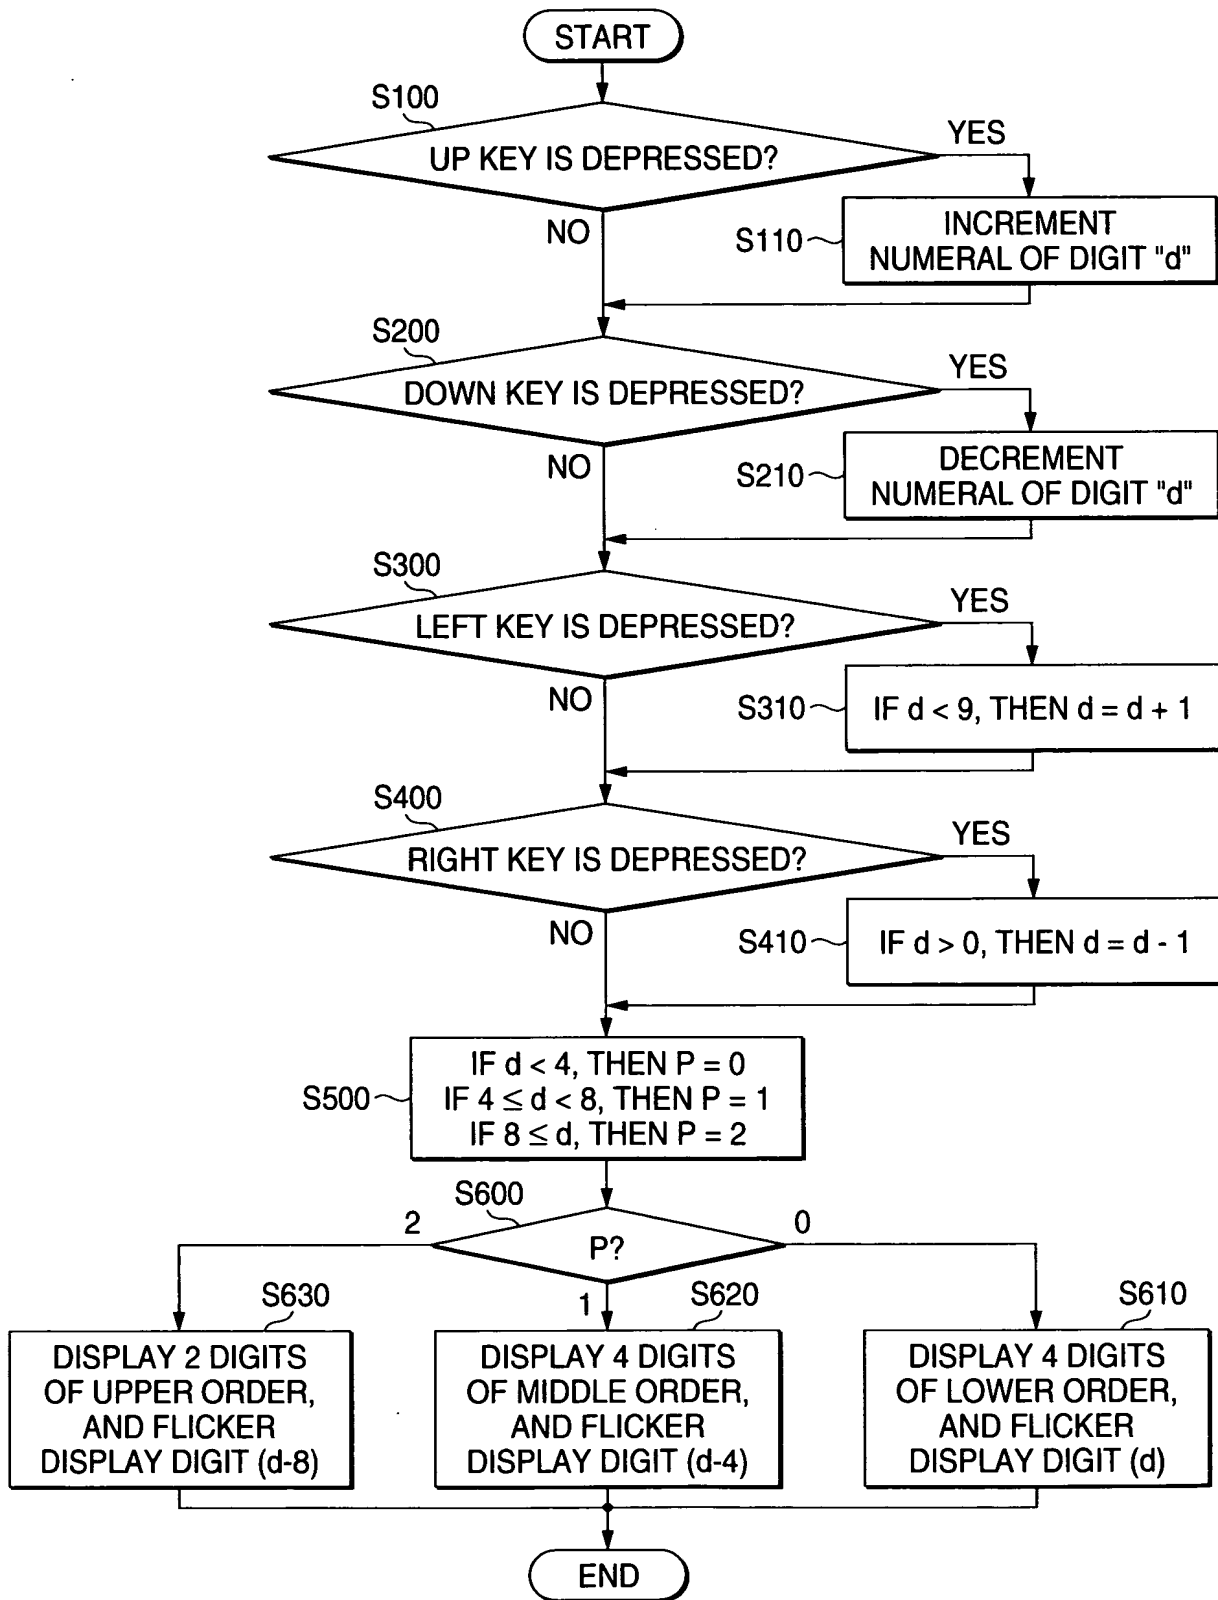 START
S100
UP KEY IS DEPRESSED?
YES
NO
S110
INCREMENT
NUMERAL OF DIGIT "d"
S200
DOWN KEY IS DEPRESSED?
YES
NO
S210
DECREMENT
NUMERAL OF DIGIT "d"
S300
LEFT KEY IS DEPRESSED?
YES
NO
S310
IF d < 9, THEN d = d + 1
S400
RIGHT KEY IS DEPRESSED?
YES
NO
S410
IF d > 0, THEN d = d - 1
S500
IF d < 4, THEN P = 0
IF 4 ≤ d < 8, THEN P = 1
IF 8 ≤ d, THEN P = 2
S600
P?
2
1
0
S630
DISPLAY 2 DIGITS
OF UPPER ORDER,
AND FLICKER
DISPLAY DIGIT (d-8)
S620
DISPLAY 4 DIGITS
OF MIDDLE ORDER,
AND FLICKER
DISPLAY DIGIT (d-4)
S610
DISPLAY 4 DIGITS
OF LOWER ORDER,
AND FLICKER
DISPLAY DIGIT (d)
END